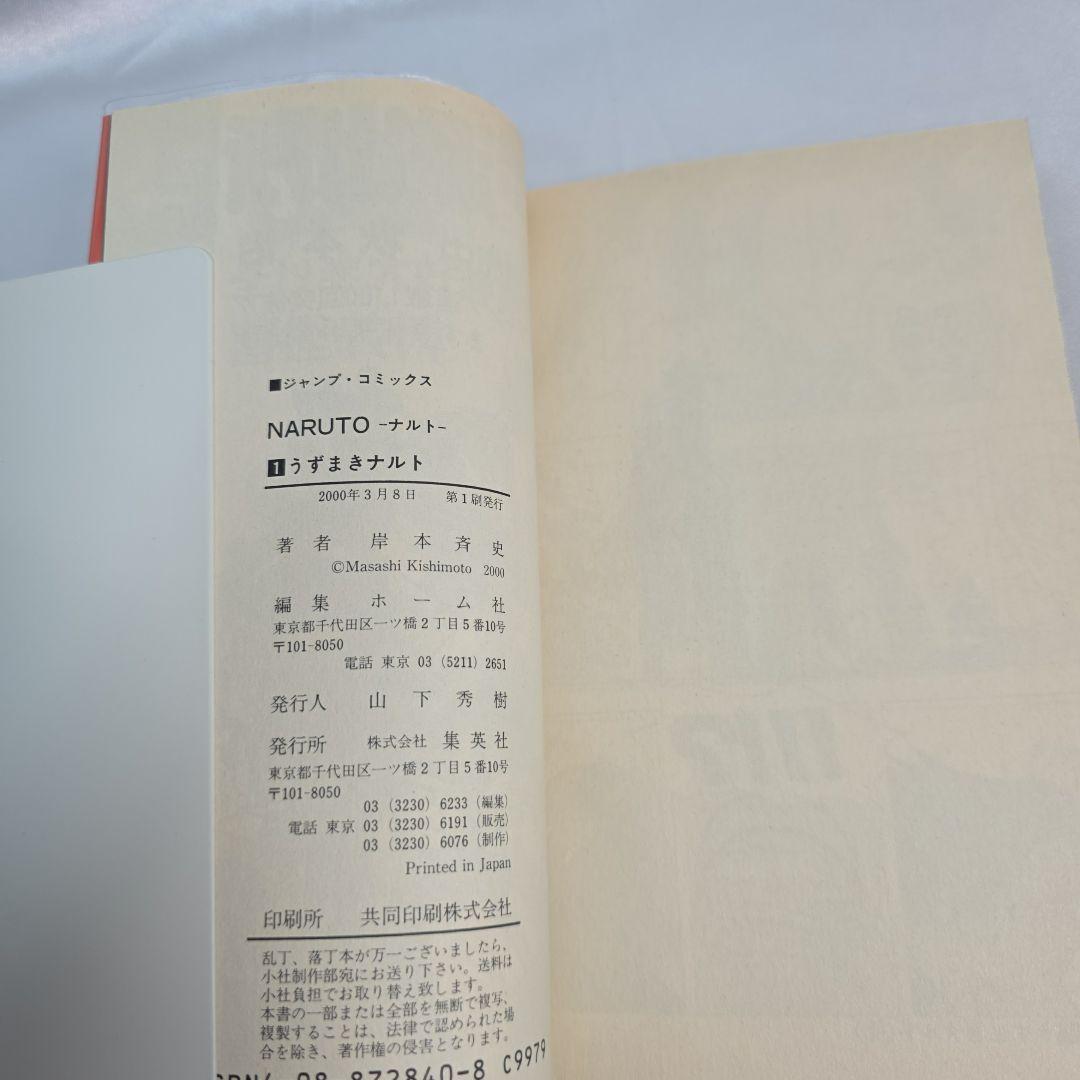 ■ジャンプ・コミックス
NARUTO -ナルト-
1うずまきナルト
2000年3月8日 第1刷発行
著者 岸本斉史
©Masashi Kishimoto 2000
編集 ホーム社
東京都千代田区一ツ橋2丁目5番10号
〒101-8050
電話 東京 03 (5211) 2651
発行人 山下秀樹
発行所 株式会社 集英社
東京都千代田区一ツ橋2丁目5番10号
〒101-8050
03 (3230) 6233 (編集)
電話 東京 03 (3230) 6191 (販売)
03 (3230) 6076 (制作)
Printed in Japan
印刷所 共同印刷株式会社
乱丁、落丁本が万一ございましたら、
小社制作部宛にお送り下さい。送料は
小社負担でお取り替え致します。
本書の一部または全部を無断で複写、
複製することは、法律で認められた場
合を除き、著作権の侵害となります。
ISBN4-08-872840-8 C9979